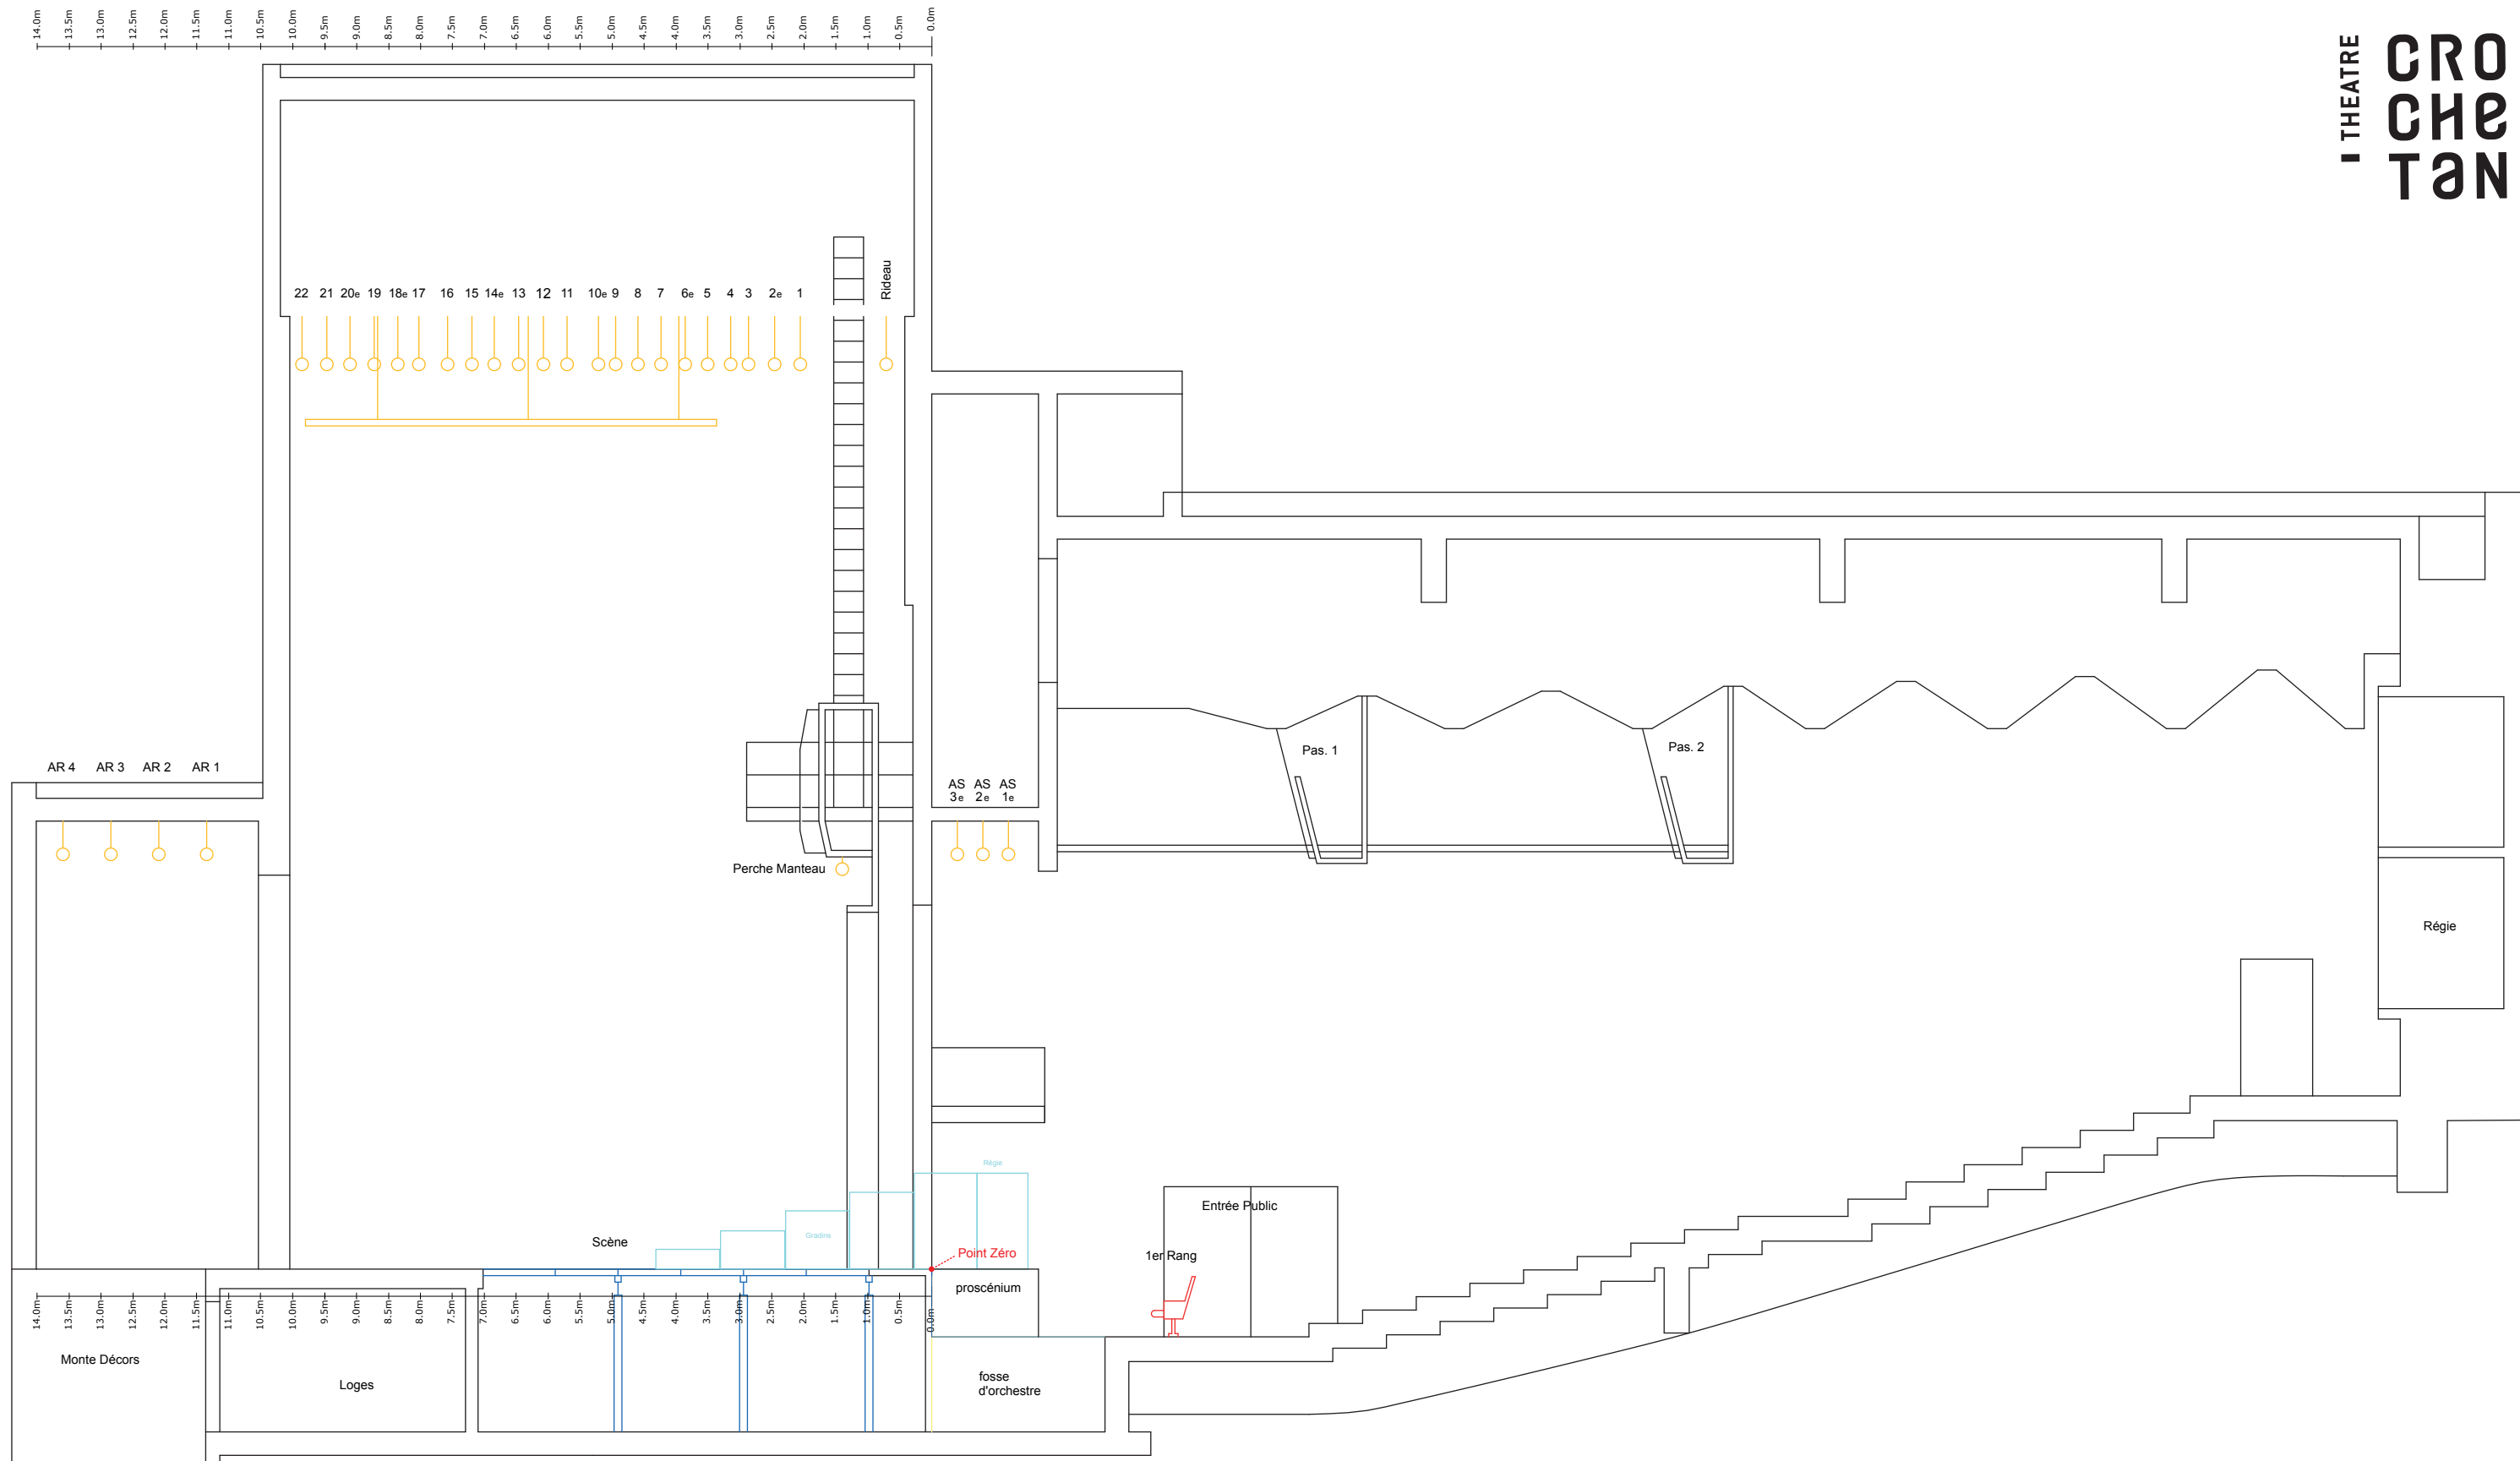 14.0m 13.5m 13.0m 12.5m 12.0m 11.5m 11.0m 10.5m 10.0m 9.5m 9.0m 8.5m 8.0m 7.5m 7.0m 6.5m 6.0m 5.5m 5.0m 4.5m 4.0m 3.5m 3.0m 2.5m 2.0m 1.5m 1.0m 0.5m 0.0m
THEATRE
CRO
CHe
TaN
22 21 20e 19 18e 17 16 15 14e 13 12 11 10e 9 8 7 6e 5 4 3 2e 1 Rideau
Pas. 1
Pas. 2
AR 4 AR 3 AR 2 AR 1
AS AS AS
3e 2e 1e
Perche Manteau
Régie
Régie
Entrée Public
Gradins
Scène
Point Zéro
1er Rang
proscénium
14.0m 13.5m 13.0m 12.5m 12.0m 11.5m 11.0m 10.5m 10.0m 9.5m 9.0m 8.5m 8.0m 7.5m 7.0m 6.5m 6.0m 5.5m 5.0m 4.5m 4.0m 3.5m 3.0m 2.5m 2.0m 1.5m 1.0m 0.5m 0.0m
Monte Décors
Loges
fosse
d'orchestre